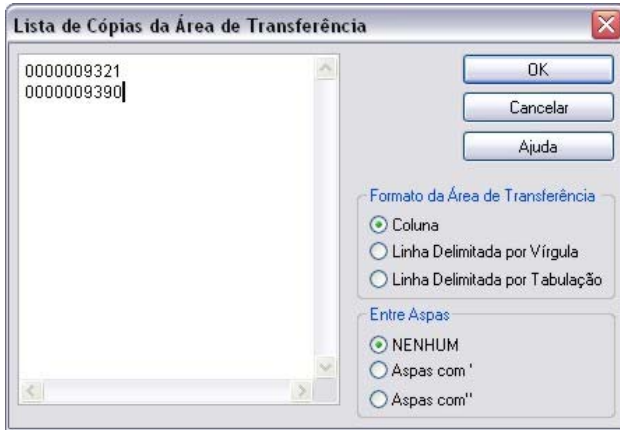 Lista de Cópias da Área de Transferência
0000009321
0000009390
OK
Cancelar
Ajuda
Formato da Área de Transferência
Coluna
Linha Delimitada por Vírgula
Linha Delimitada por Tabulação
Entre Aspas
NENHUM
Aspas com '
Aspas com"